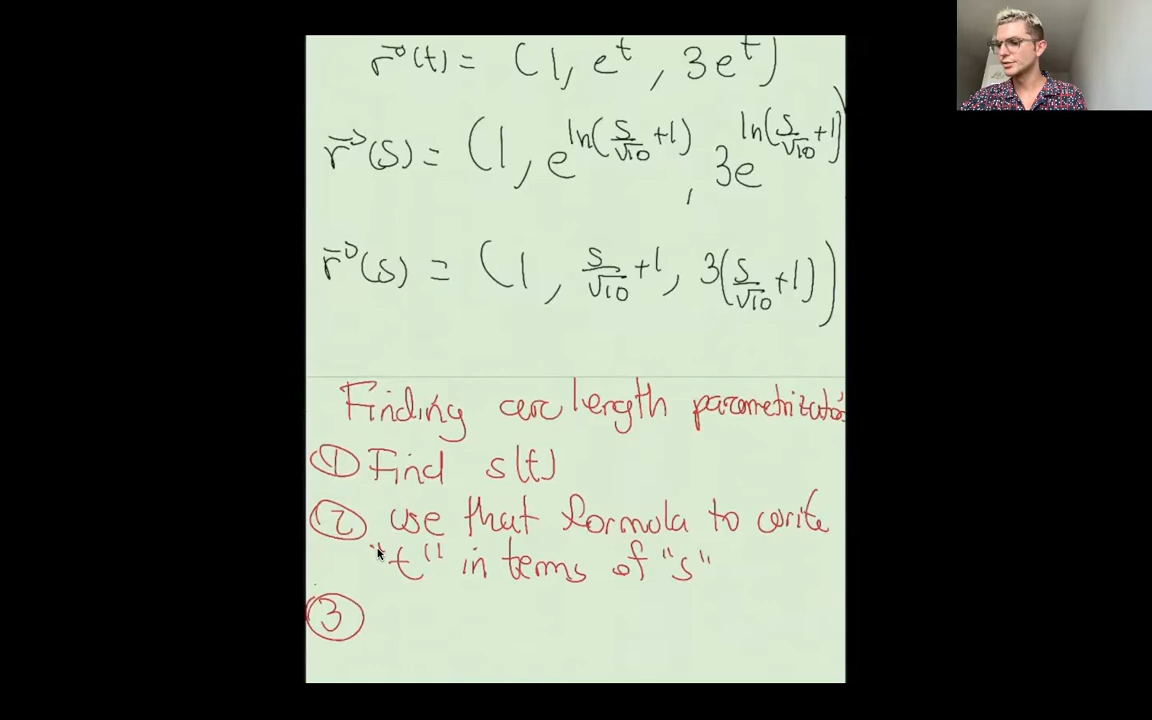 r⃗(t) = (1, e^t, 3e^t)
r⃗(s) = (1, e^ln(s/√10 +1), 3e^ln(s/√10 +1))
r⃗(s) = (1, s/√10 +1, 3(s/√10 +1))
Finding arc length
① Find s(t)
② use that formula to write
"t" in terms of "s"
③